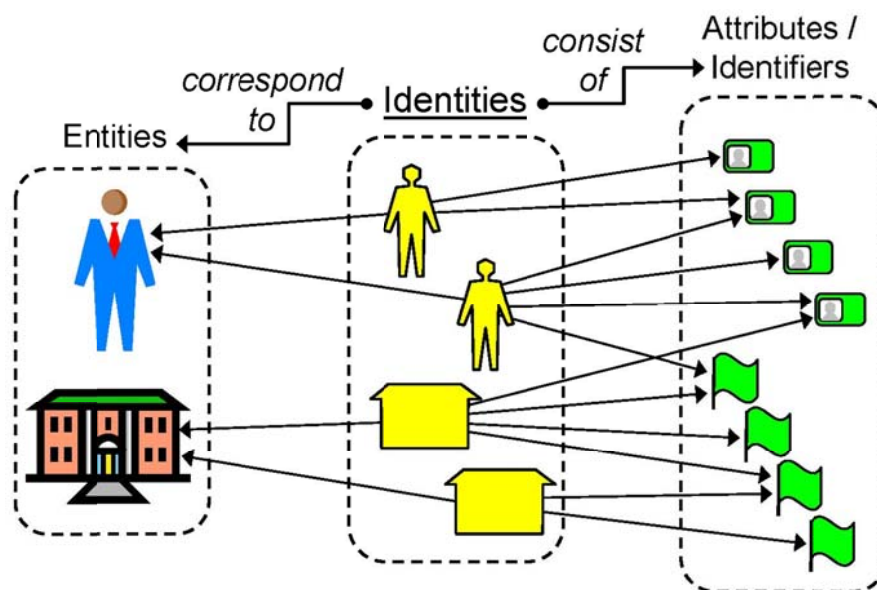 Entities
correspond
to
Identities
consist
of
Attributes /
Identifiers